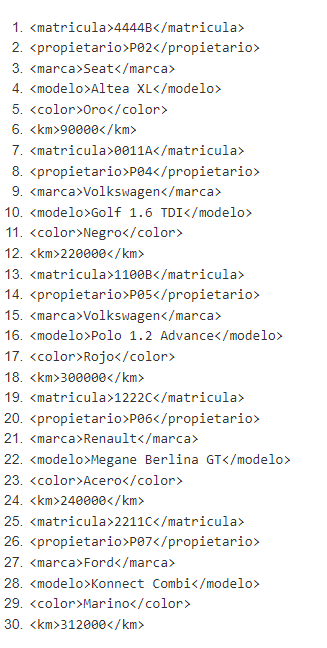 1. <matricula>4444B</matricula>
2. <propietario>P02</propietario>
3. <marca>Seat</marca>
4. <modelo>Altea XL</modelo>
5. <color>Oro</color>
6. <km>90000</km>
7. <matricula>0011A</matricula>
8. <propietario>P04</propietario>
9. <marca>Volkswagen</marca>
10. <modelo>Golf 1.6 TDI</modelo>
11. <color>Negro</color>
12. <km>220000</km>
13. <matricula>1100B</matricula>
14. <propietario>P05</propietario>
15. <marca>Volkswagen</marca>
16. <modelo>Polo 1.2 Advance</modelo>
17. <color>Rojo</color>
18. <km>300000</km>
19. <matricula>1222C</matricula>
20. <propietario>P06</propietario>
21. <marca>Renault</marca>
22. <modelo>Megane Berlina GT</modelo>
23. <color>Acero</color>
24. <km>240000</km>
25. <matricula>2211C</matricula>
26. <propietario>P07</propietario>
27. <marca>Ford</marca>
28. <modelo>Konnect Combi</modelo>
29. <color>Marino</color>
30. <km>312000</km>